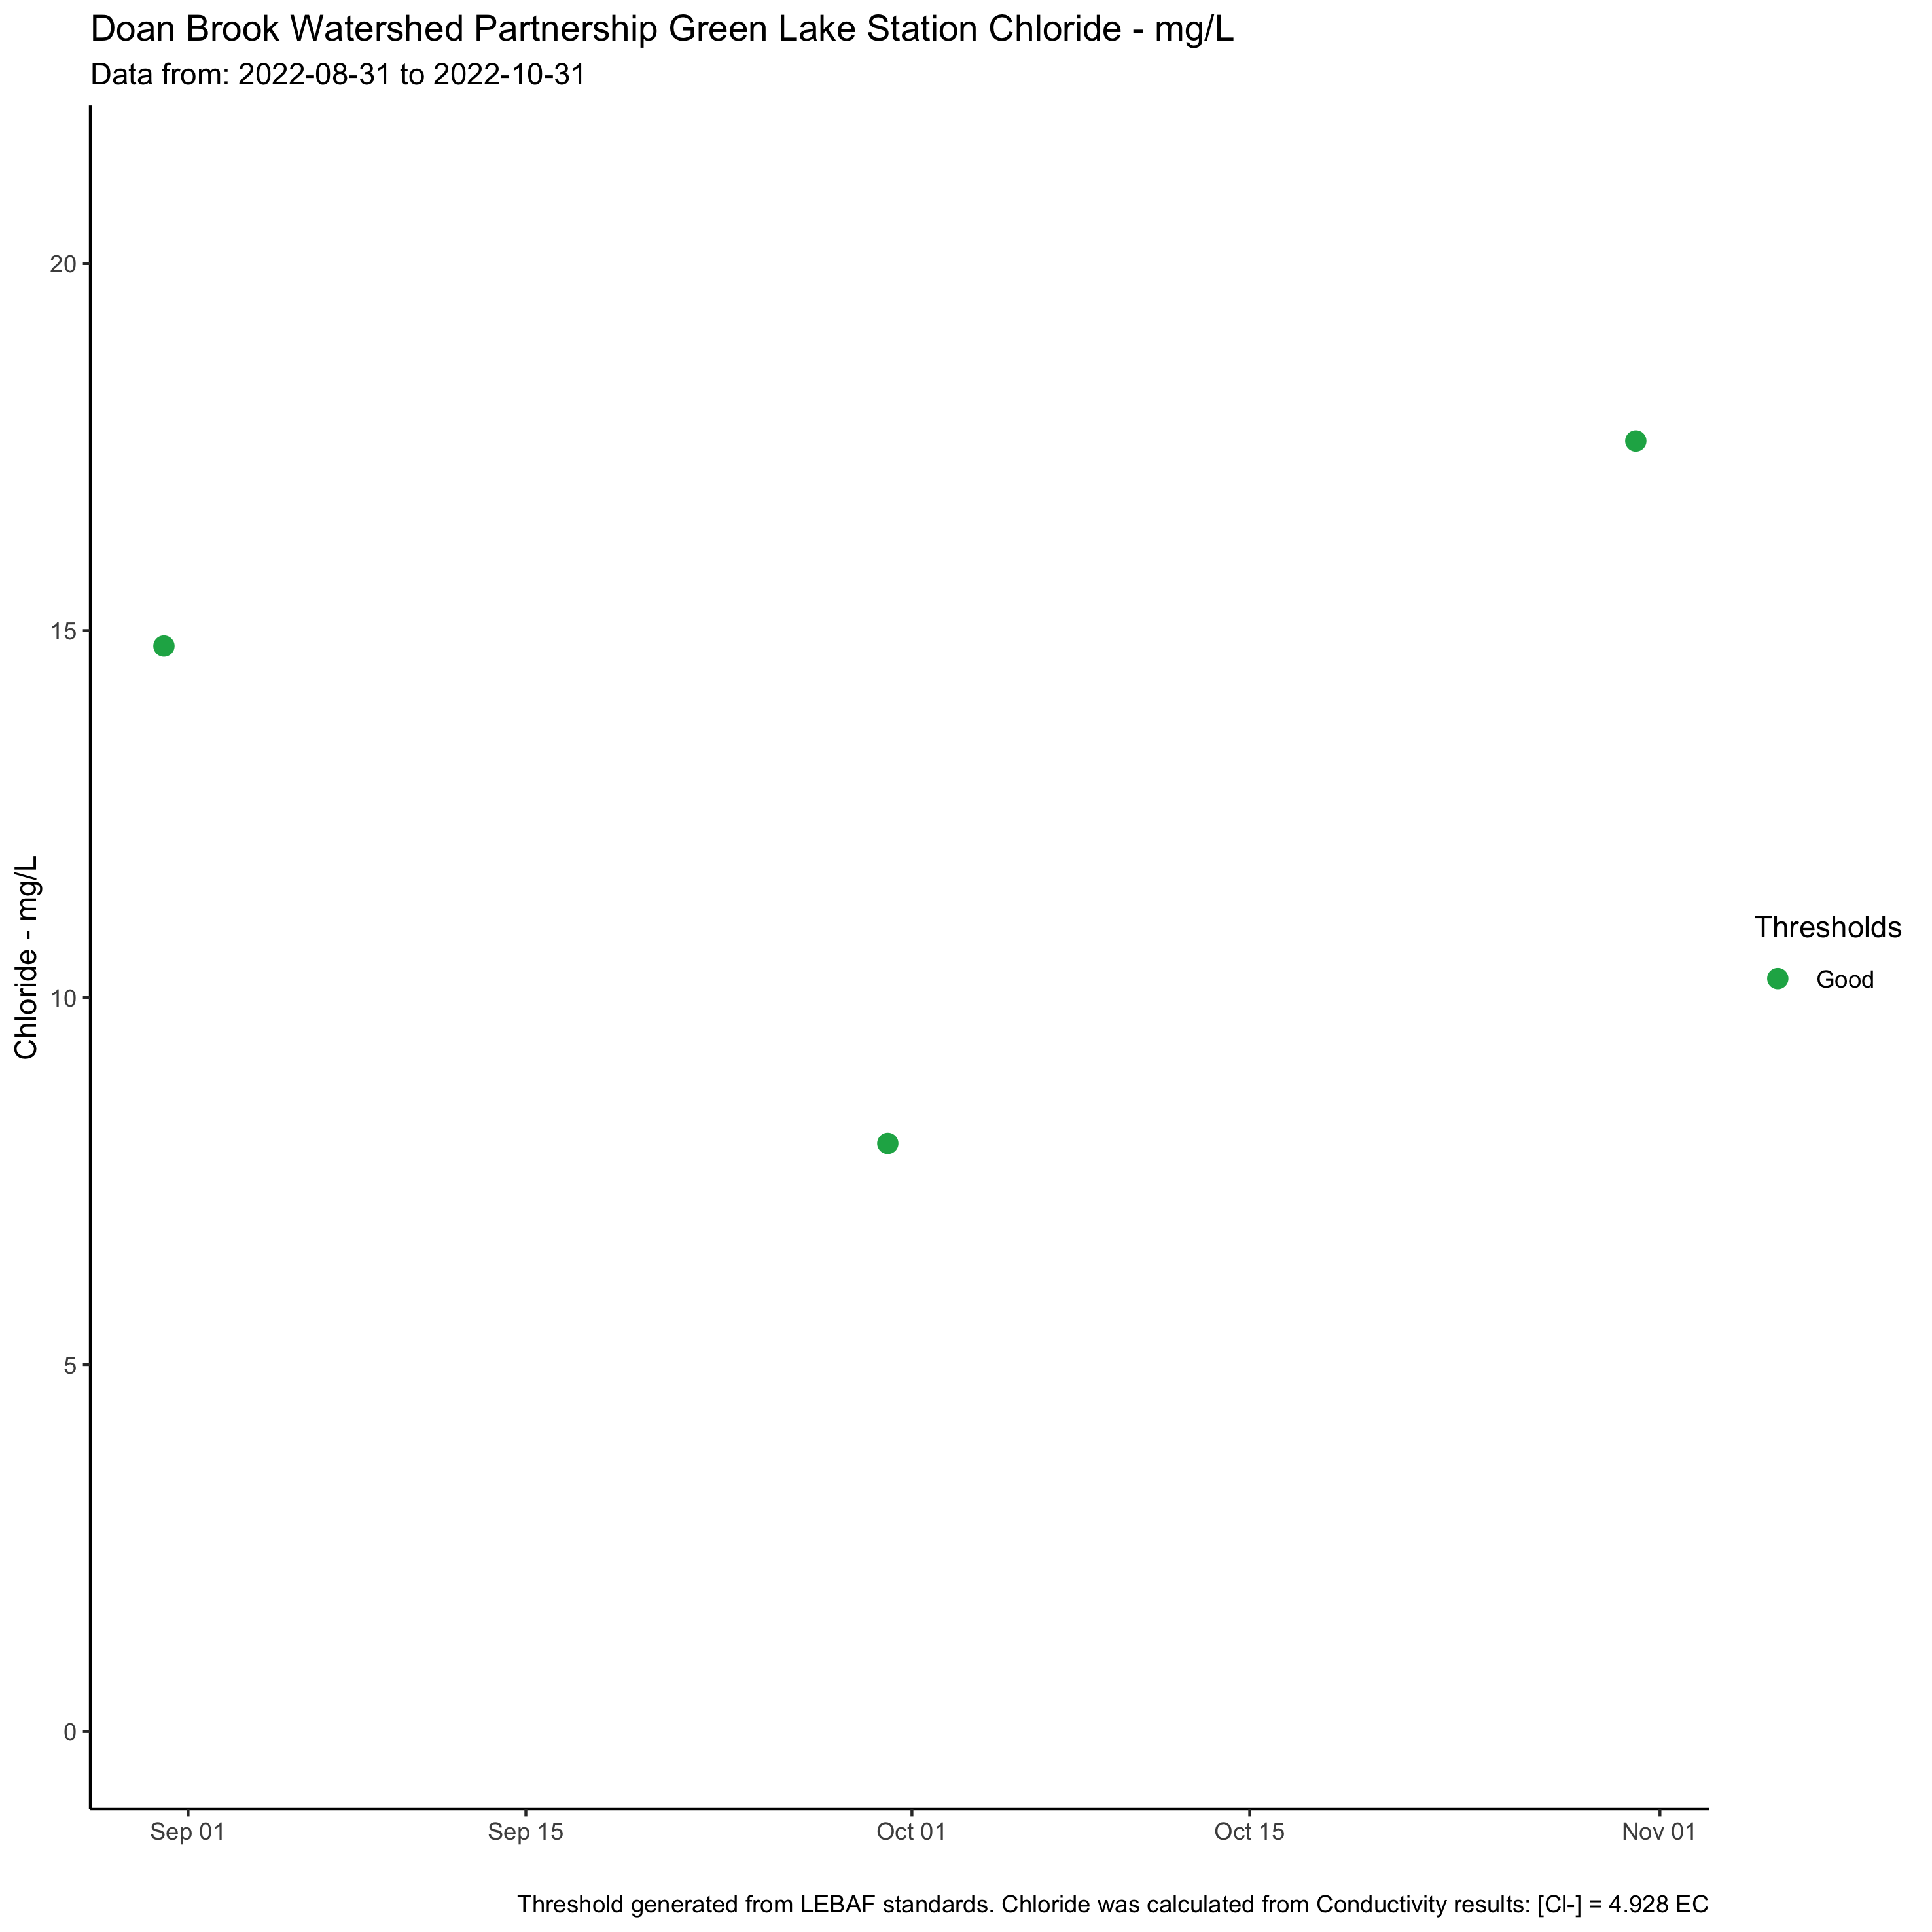 Doan Brook Watershed Partnership Green Lake Station Chloride - mg/L
Data from: 2022-08-31 to 2022-10-31
Chloride - mg/L
20
15
10
5
0
Sep 01
Sep 15
Oct 01
Oct 15
Nov 01
Thresholds
Good
Threshold generated from LEBAF standards. Chloride was calculated from Conductivity results: [Cl-] = 4.928 EC